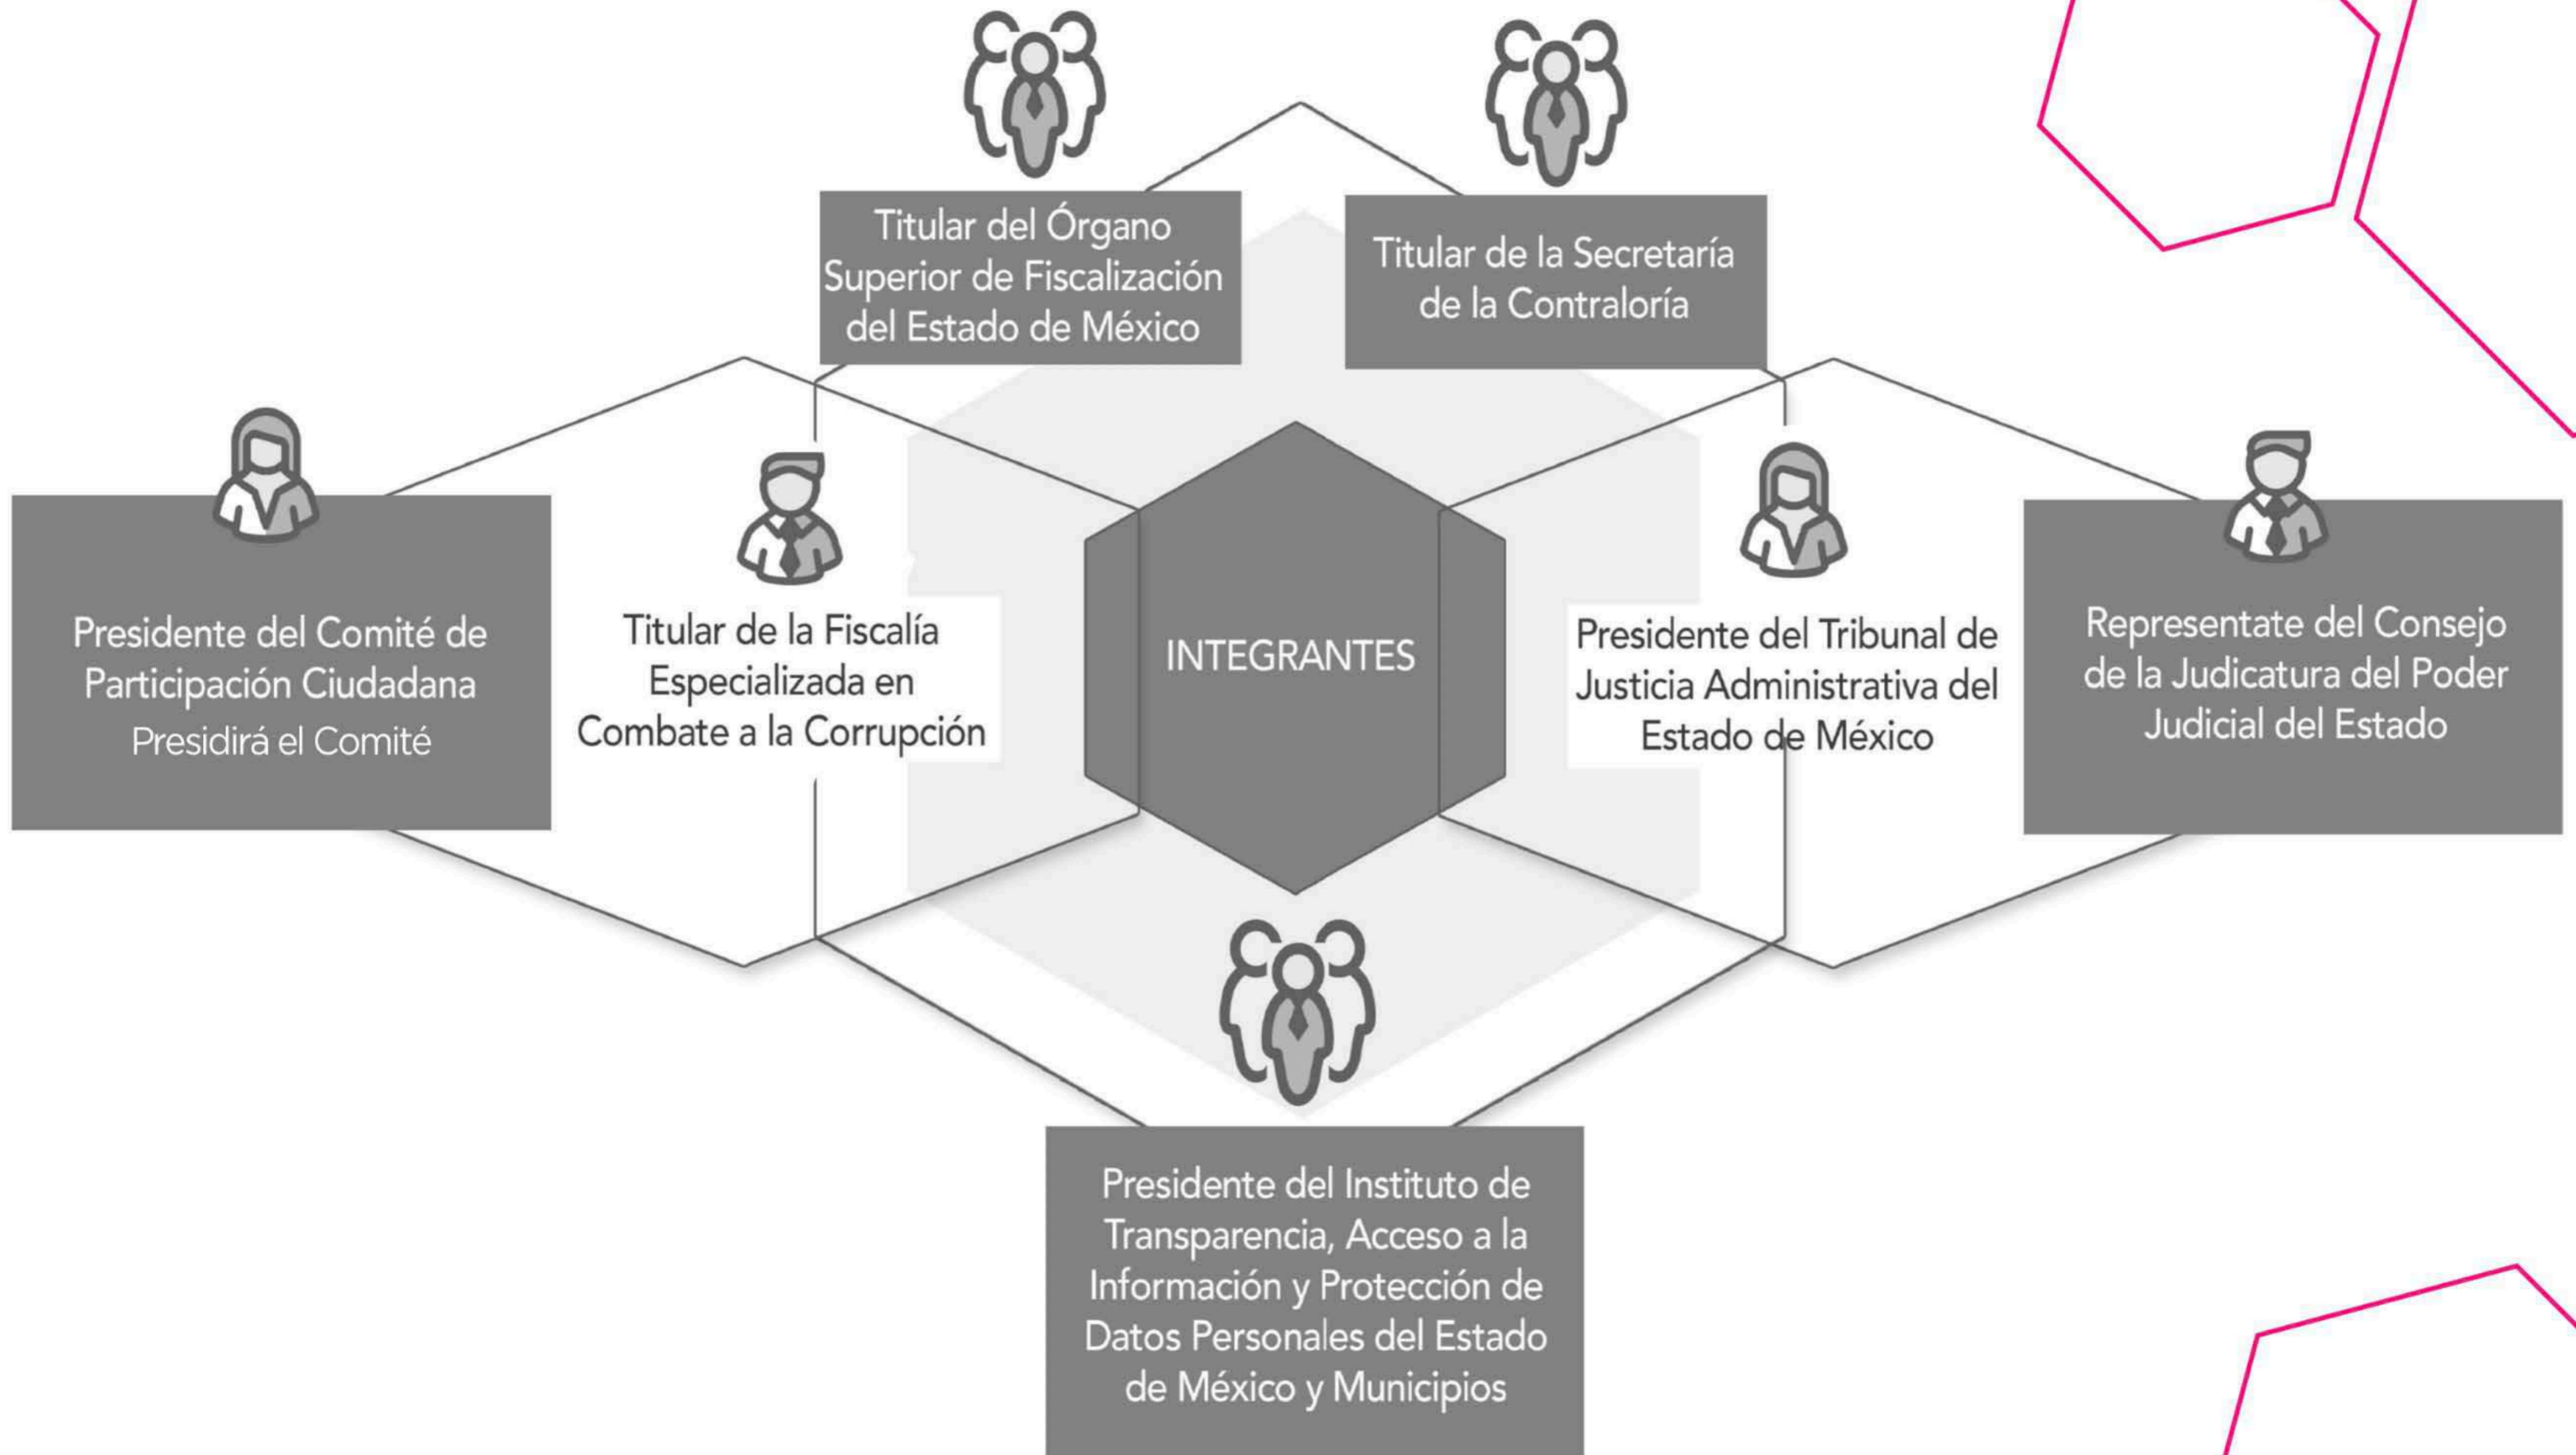 Titular del Órgano
Superior de Fiscalización
del Estado de México
Titular de la Secretaría
de la Contraloría
Presidente del Comité de
Participación Ciudadana
Presidirá el Comité
Titular de la Fiscalía
Especializada en
Combate a la Corrupción
INTEGRANTES
Presidente del Tribunal de
Justicia Administrativa del
Estado de México
Representate del Consejo
de la Judicatura del Poder
Judicial del Estado
Presidente del Instituto de
Transparencia, Acceso a la
Información y Protección de
Datos Personales del Estado
de México y Municipios